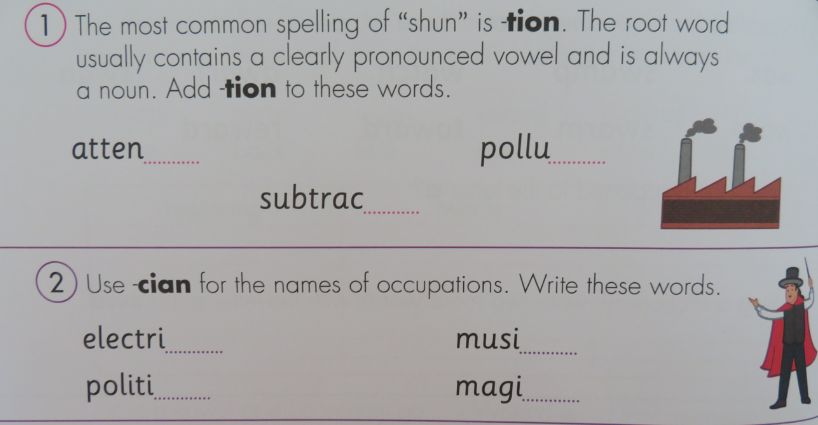 1 The most common spelling of “shun” is -tion. The root word
usually contains a clearly pronounced vowel and is always
a noun. Add -tion to these words.
atten........ pollu........
subtrac........
2 Use -cian for the names of occupations. Write these words.
electri........ musi........
politi........ magi........